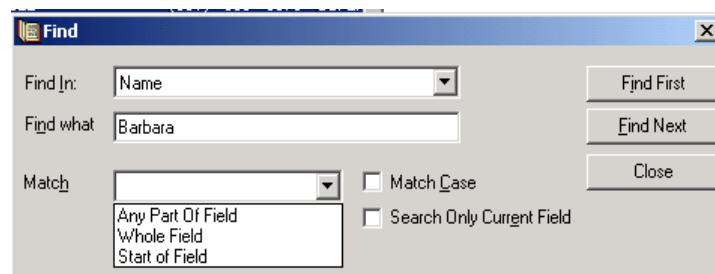 Find
Find In: Name Find First
Find what Barbara Find Next
Close
Match Match Case
Any Part Of Field Search Only Current Field
Whole Field
Start of Field